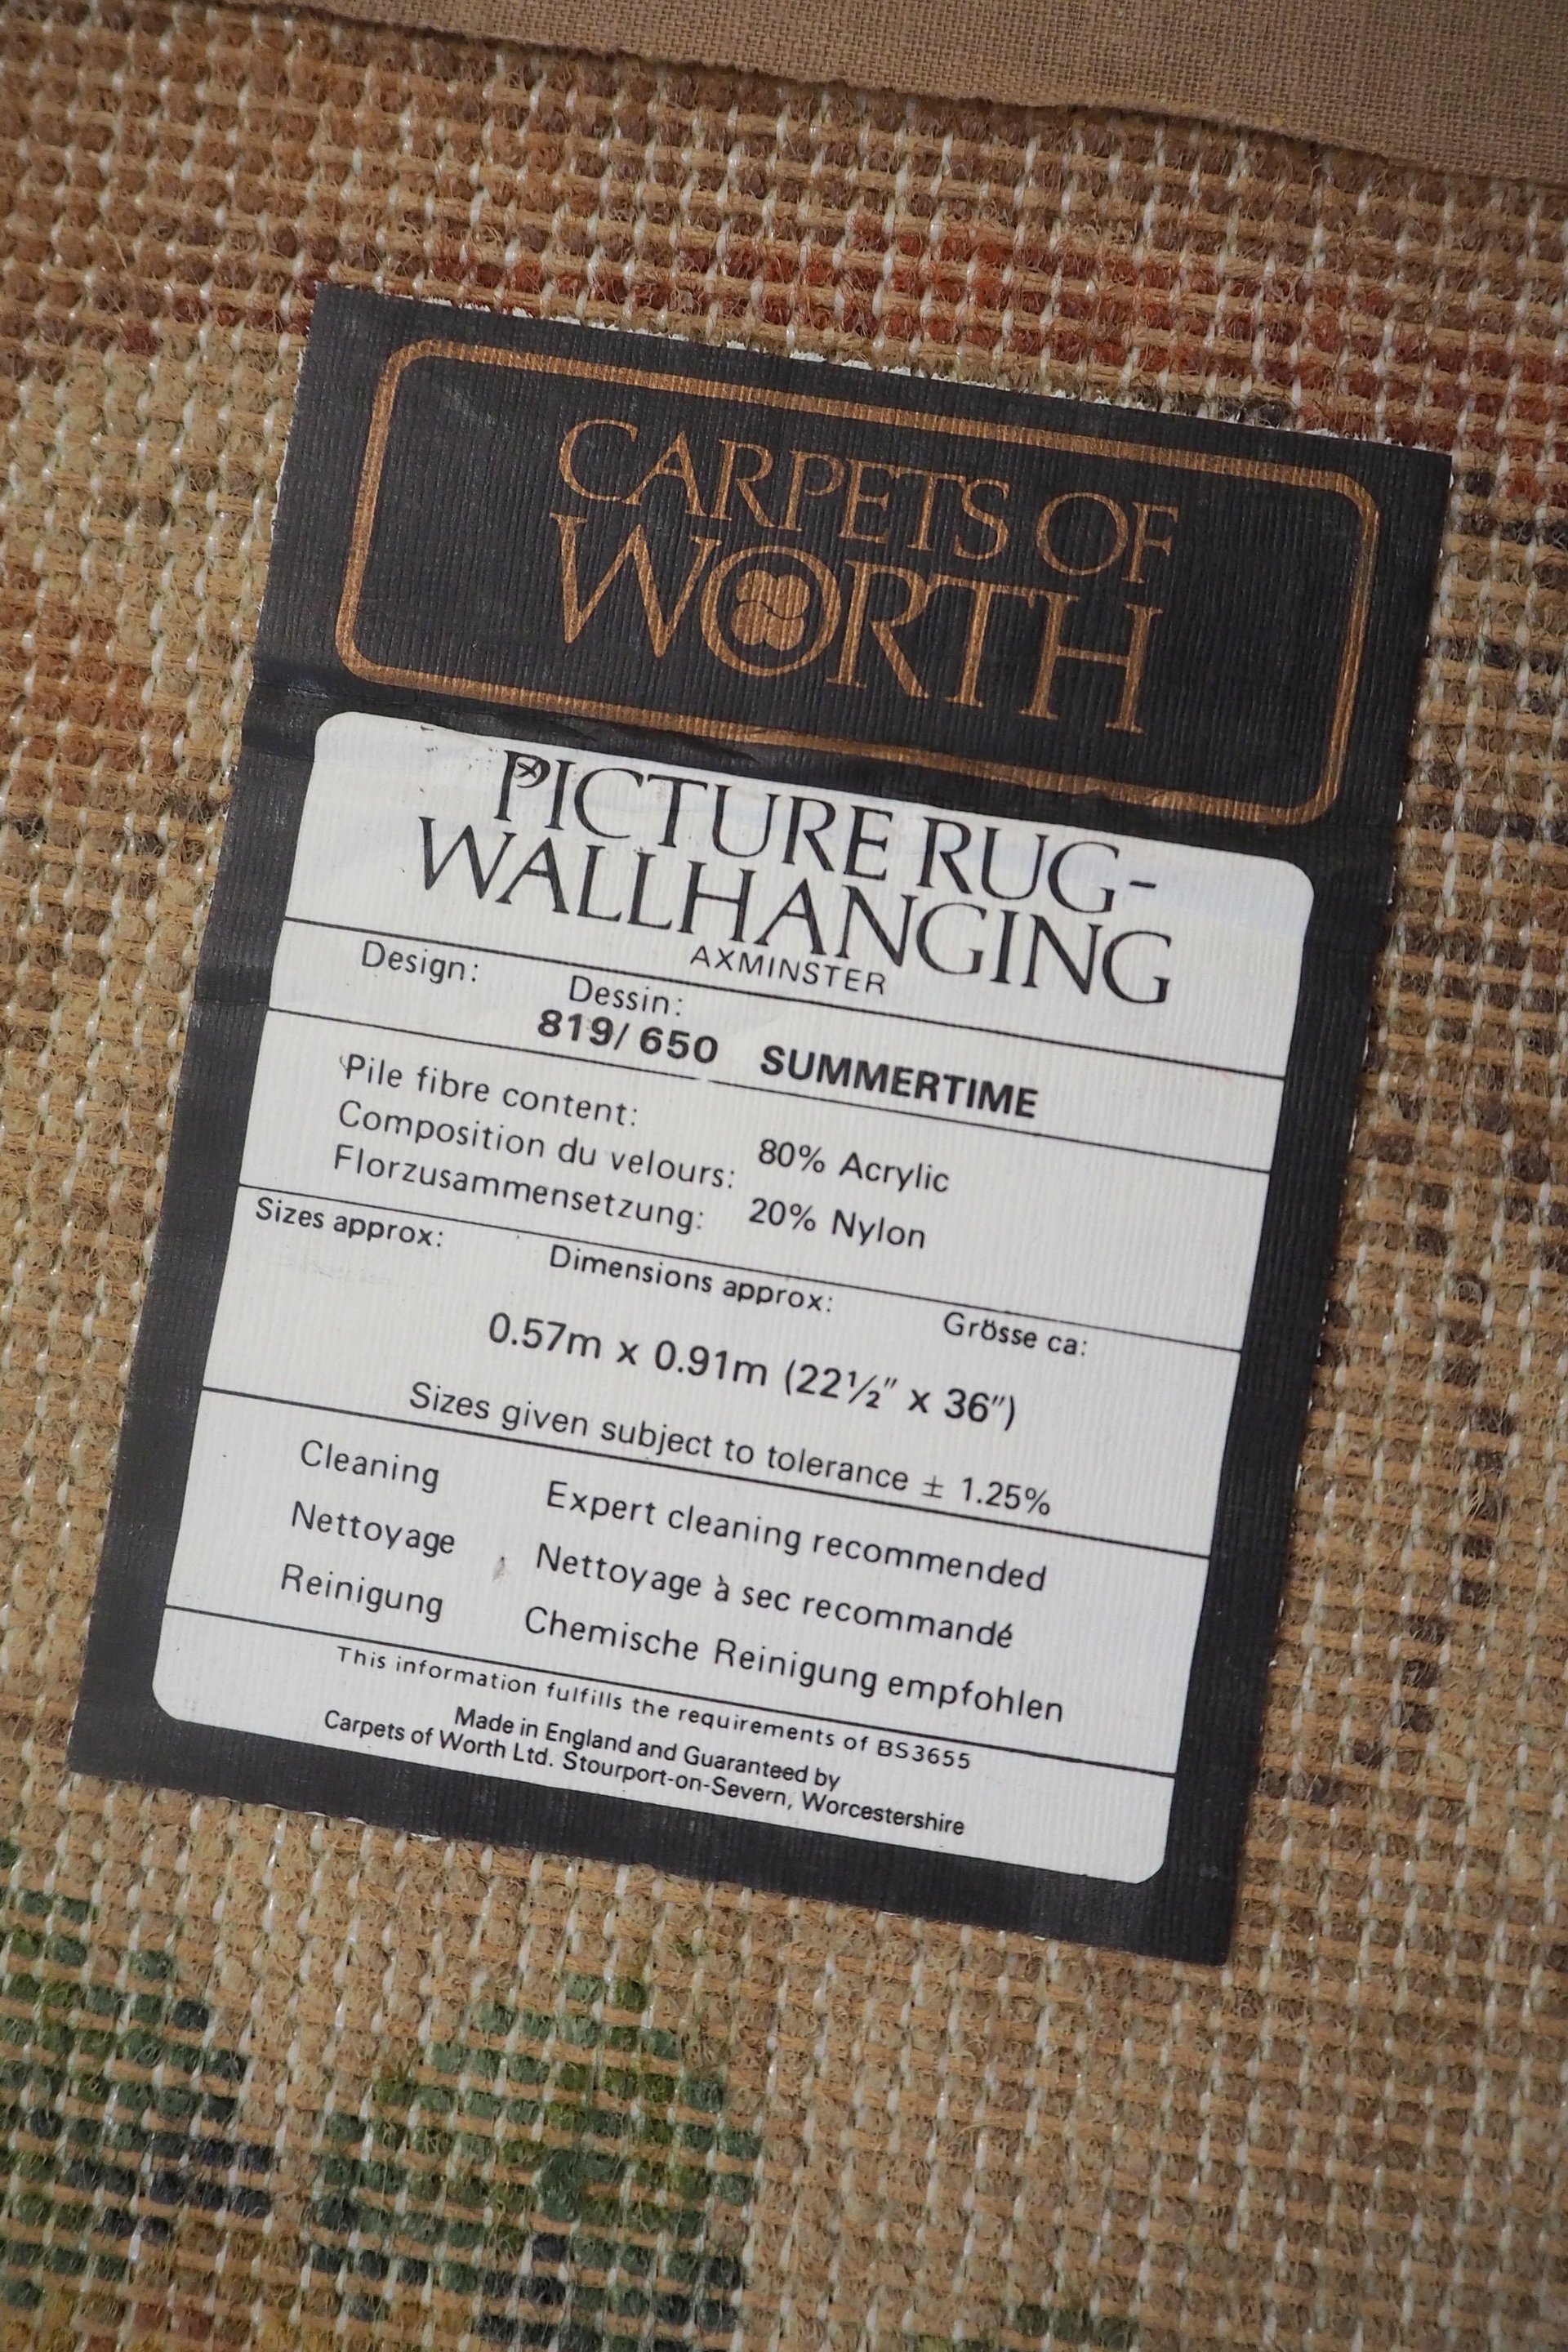 CARPETS OF
WORTH
PICTURE RUG-
WALLHANGING
AXMINSTER
Design: Dessin:
819/650 SUMMERTIME
Pile fibre content:
Composition du velours: 80% Acrylic
Florzusammensetzung: 20% Nylon
Sizes approx: Dimensions approx: Grösse ca:
0.57m x 0.91m (22½" x 36")
Sizes given subject to tolerance ± 1.25%
Cleaning Expert cleaning recommended
Nettoyage Nettoyage à sec recommandé
Reinigung Chemische Reinigung empfohlen
This information fulfills the requirements of BS3655
Made in England and Guaranteed by
Carpets of Worth Ltd. Stourport-on-Severn, Worcestershire